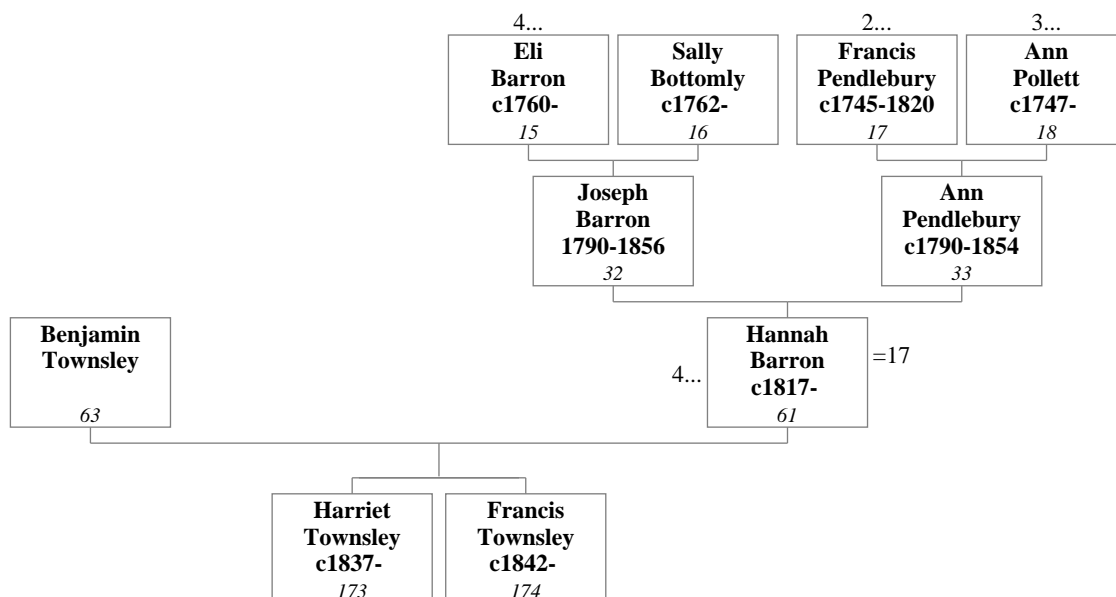 4...
2...
3...
Eli
Barron
c1760-
15
Sally
Bottomly
c1762-
16
Francis
Pendlebury
c1745-1820
17
Ann
Pollett
c1747-
18
Joseph
Barron
1790-1856
32
Ann
Pendlebury
c1790-1854
33
Benjamin
Townsley
63
4...
Hannah
Barron
c1817-
61
=17
Harriet
Townsley
c1837-
173
Francis
Townsley
c1842-
174